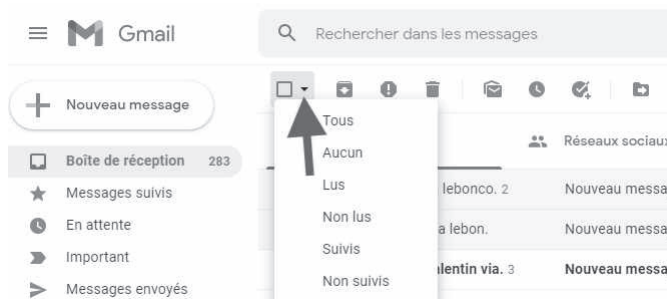 Gmail
Rechercher dans les messages
Nouveau message
Tous
Aucun
Lus
Non lus
Suivis
Non suivis
Boîte de réception 283
Messages suivis
En attente
Important
Messages envoyés
Réseaux sociaux
lebonco. 2 Nouveau messa
a lebon. Nouveau messa
alentin via. 3 Nouveau messa